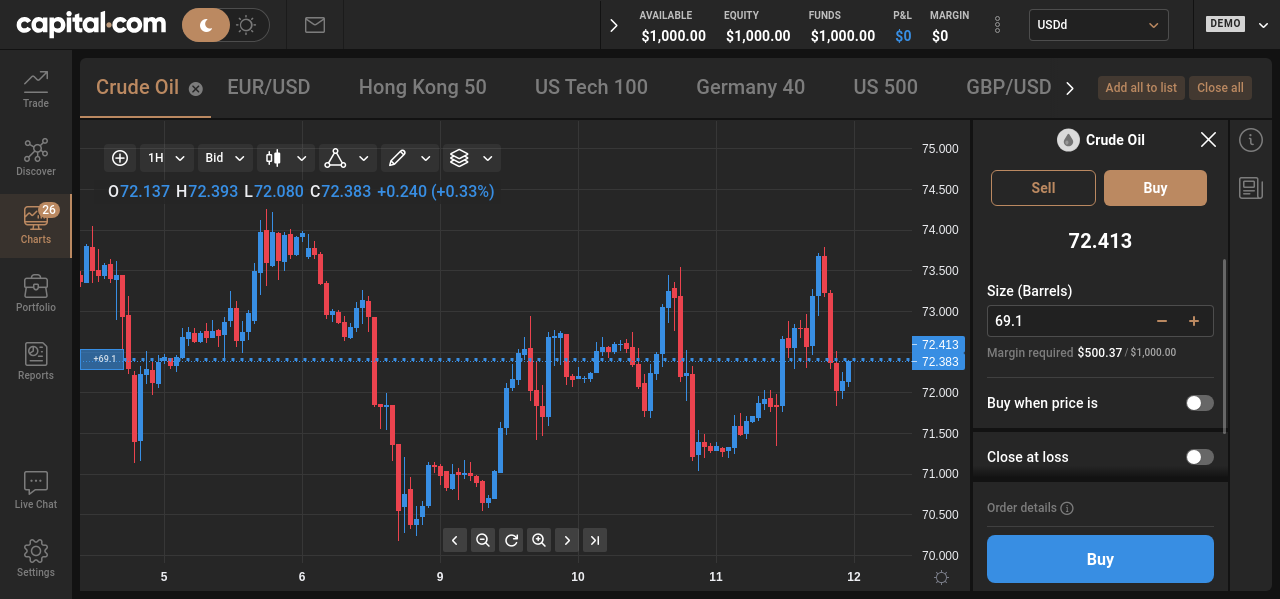 capital.com
AVAILABLE EQUITY FUNDS P&L MARGIN
$1,000.00 $1,000.00 $1,000.00 $0 $0
USDd
DEMO
Trade
Discover
26
Charts
Portfolio
Reports
Live Chat
Settings
Crude Oil EUR/USD Hong Kong 50 US Tech 100 Germany 40 US 500 GBP/USD
Add all to list Close all
1H Bid
O72.137 H72.393 L72.080 C72.383 +0.240 (+0.33%)
+69.1
75.000
74.500
74.000
73.500
73.000
72.413
72.383
72.000
71.500
71.000
70.500
70.000
5 6 9 10 11 12
Crude Oil
Sell Buy
72.413
Size (Barrels)
69.1
Margin required $500.37 / $1,000.00
Buy when price is
Close at loss
Order details
Buy